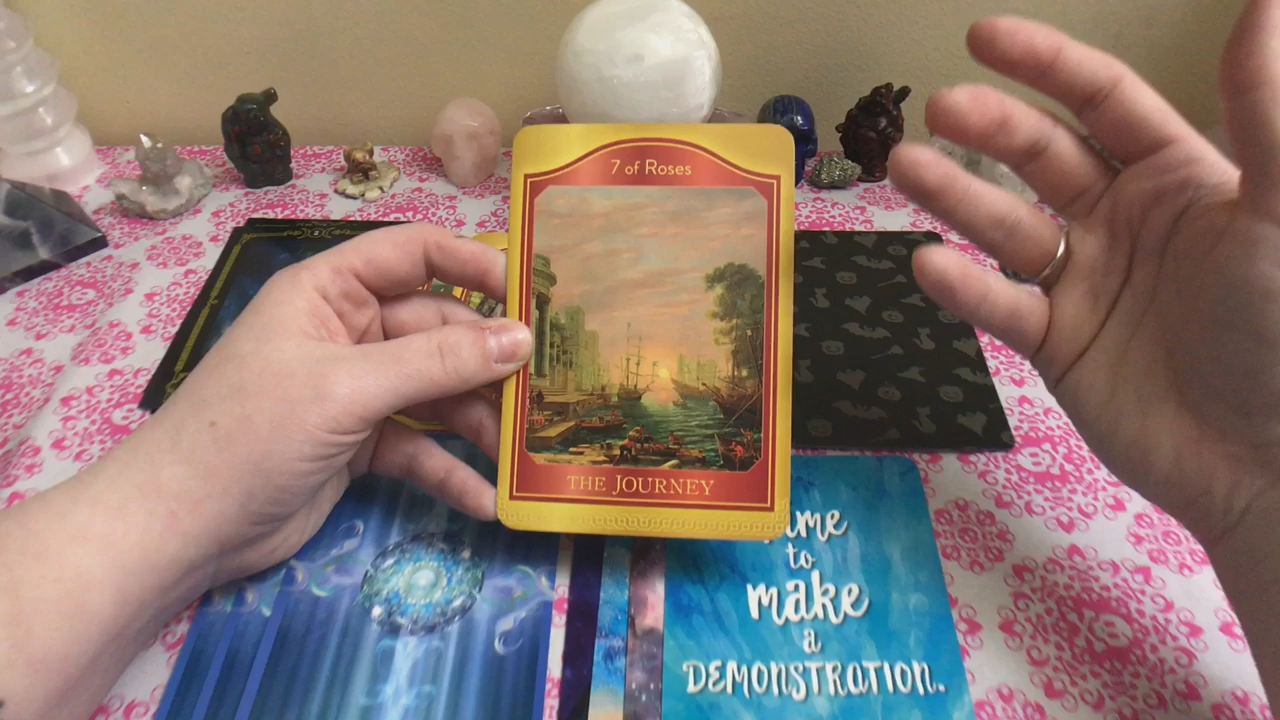 7 of Roses
THE JOURNEY
to
make
a
DEMONSTRATION.